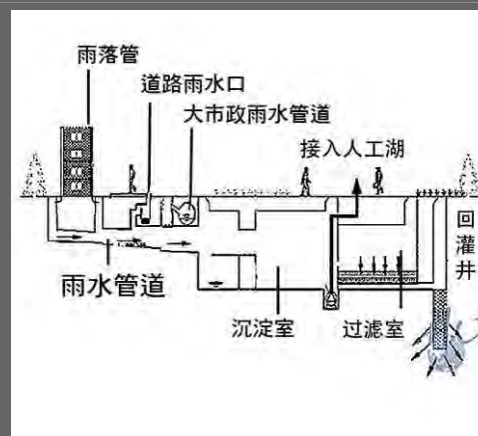 雨落管
道路雨水口
大市政雨水管道
接入人工湖
回灌井
雨水管道
沉淀室
过滤室